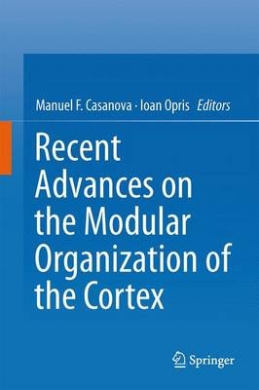 Manuel F. Casanova · Ioan Opris Editors
Recent
Advances on
the Modular
Organization of
the Cortex
Springer